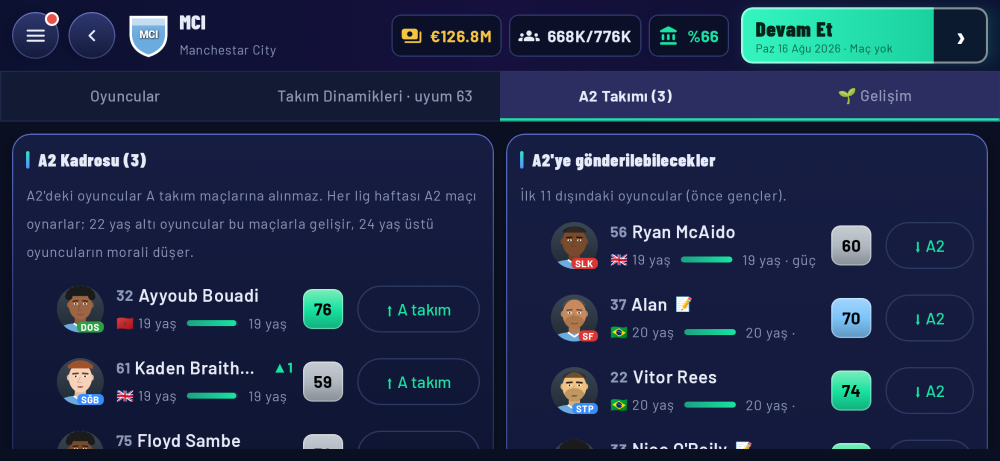 MCI
MCI
Manchestar City
€126.8M
668K/776K
%66
Devam Et
Paz 16 Ağu 2026 · Maç yok
Oyuncular
Takım Dinamikleri · uyum 63
A2 Takımı (3)
🌱 Gelişim
A2 Kadrosu (3)
A2'deki oyuncular A takım maçlarına alınmaz. Her lig haftası A2 maçı
oynarlar; 22 yaş altı oyuncular bu maçlarla gelişir, 24 yaş üstü
oyuncuların morali düşer.
32 Ayyoub Bouadi
DOS
19 yaş
19 yaş
76
↑ A takım
61 Kaden Braith...
▲1
SĞB
19 yaş
19 yaş
59
↑ A takım
75 Floyd Sambe
A2'ye gönderilebilecekler
İlk 11 dışındaki oyuncular (önce gençler).
56 Ryan McAido
SLK
19 yaş
19 yaş · güç
60
↓ A2
37 Alan 📝
SF
20 yaş
20 yaş ·
70
↓ A2
22 Vitor Rees
STP
20 yaş
20 yaş ·
74
↓ A2
33 Nico O'Reily 📝